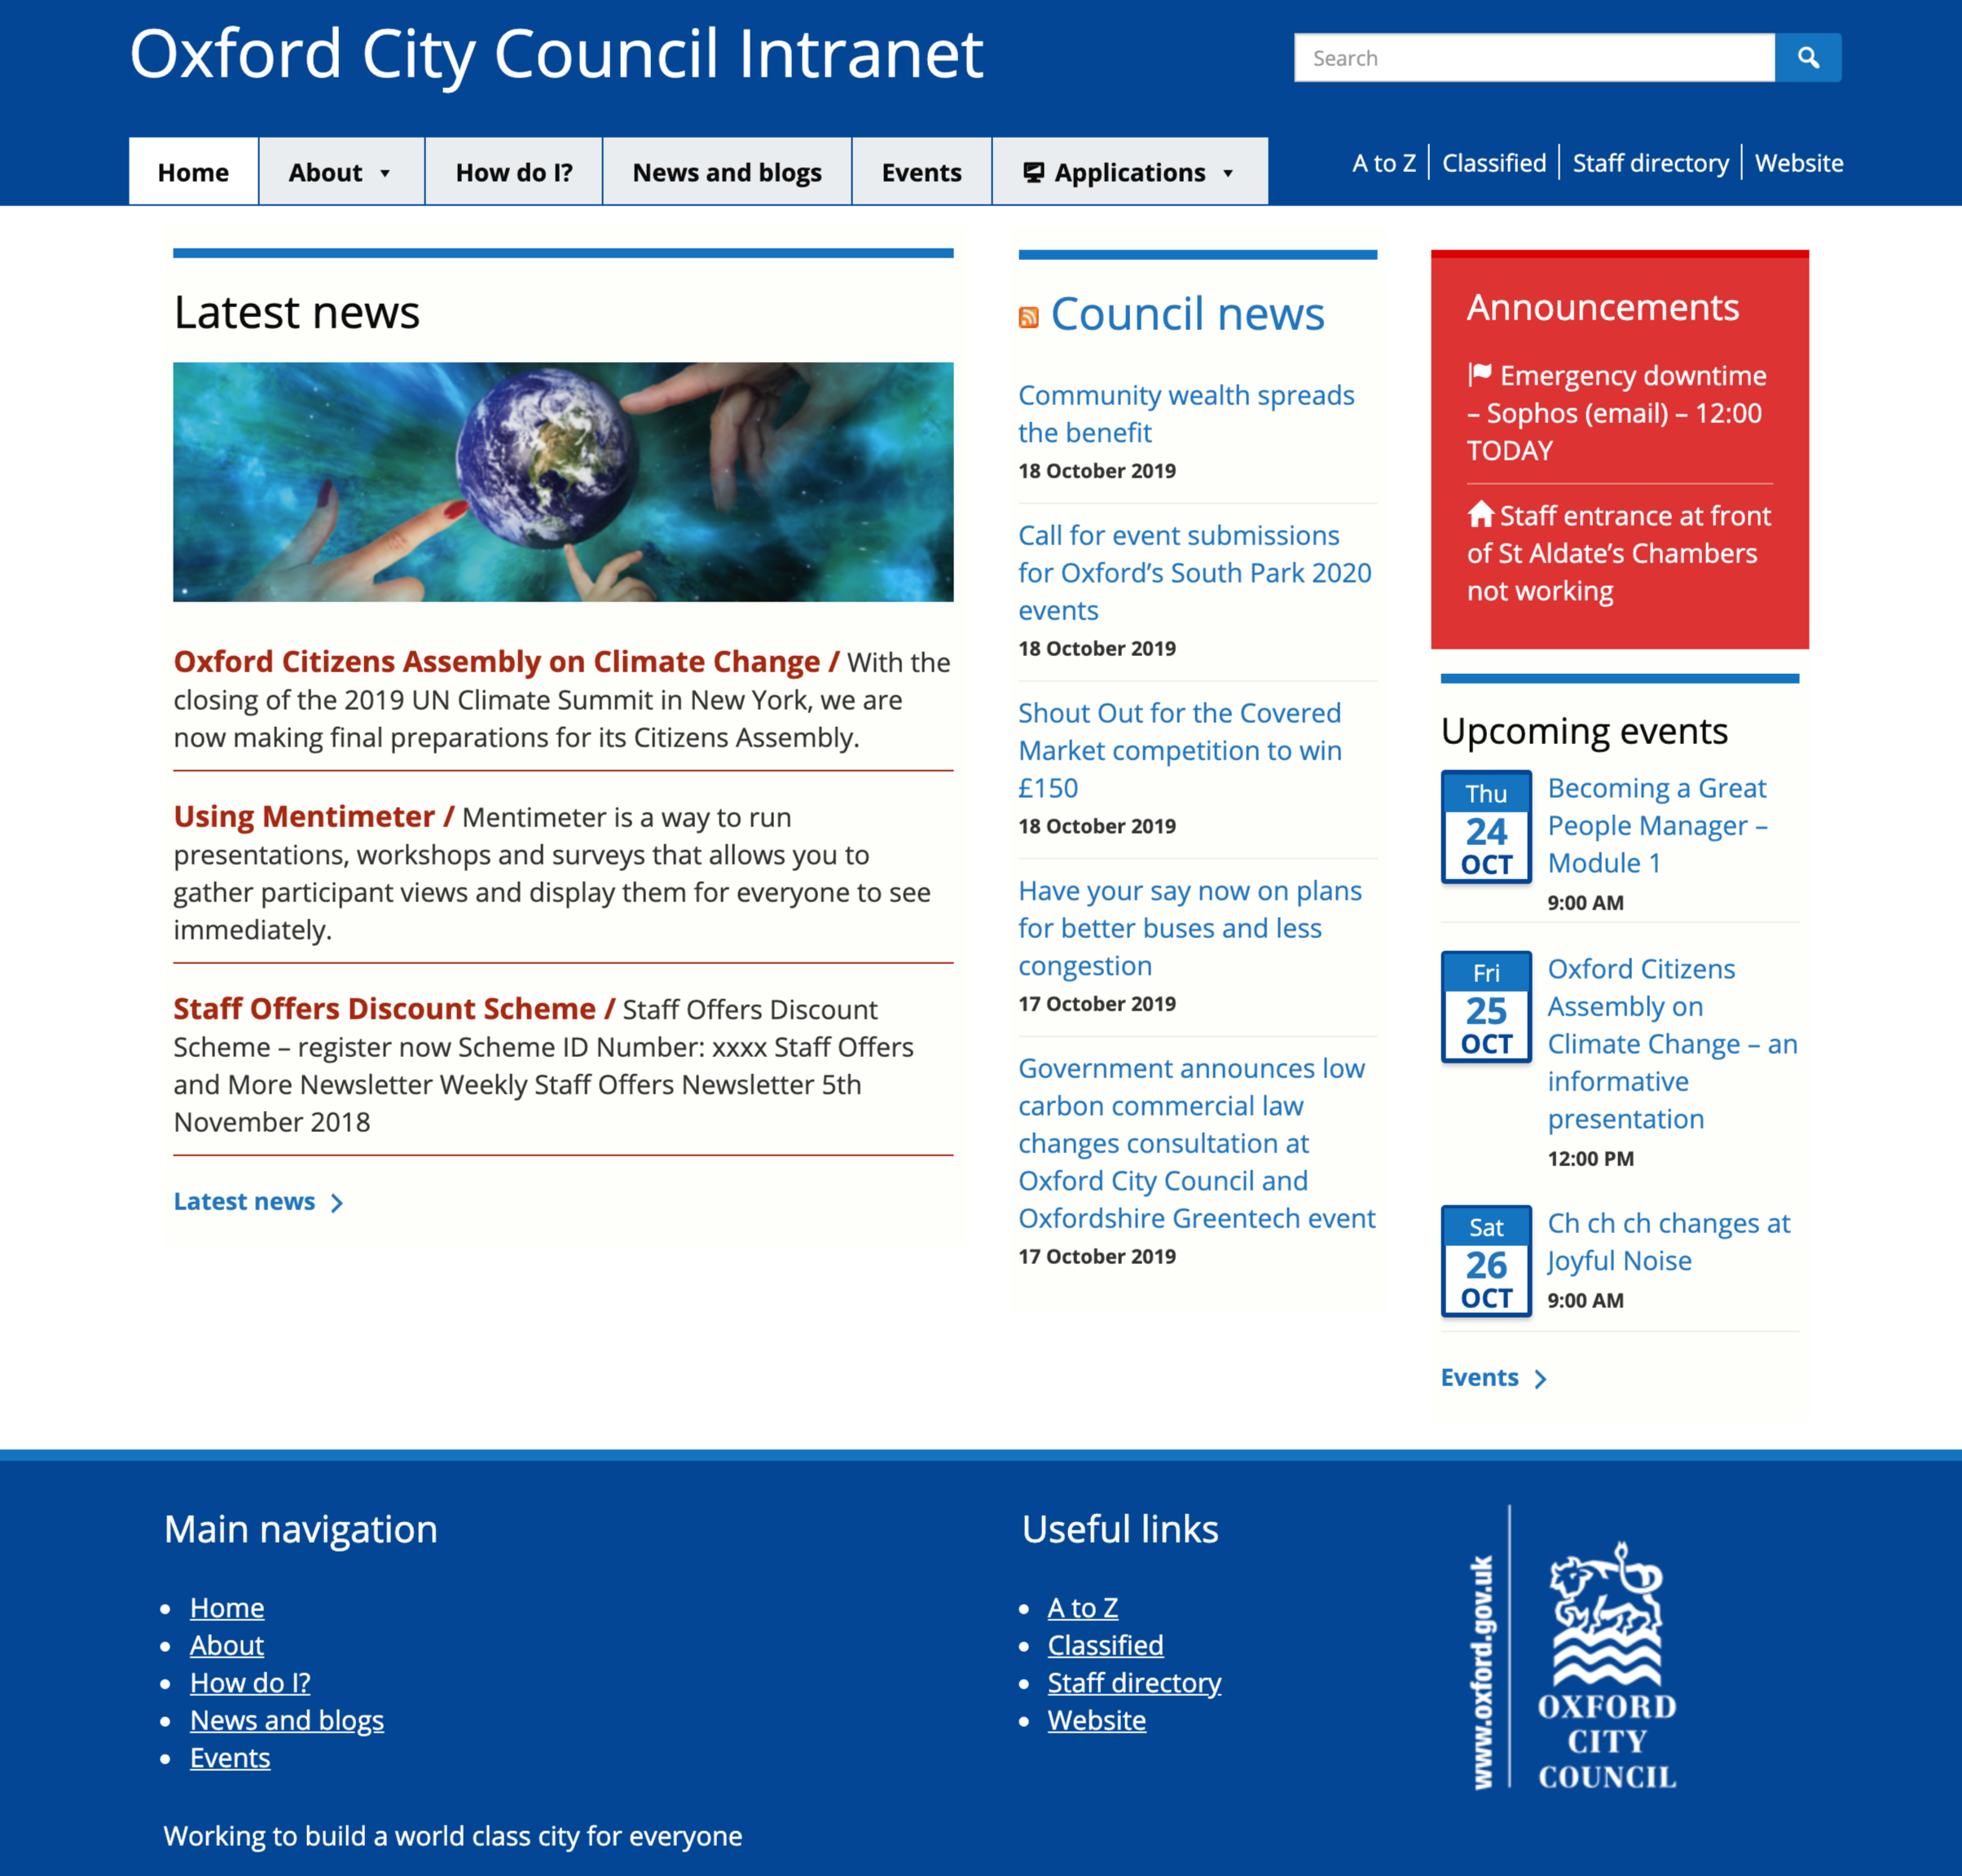 Oxford City Council Intranet
Search
Home
About
How do I?
News and blogs
Events
Applications
A to Z
Classified
Staff directory
Website
Latest news
Oxford Citizens Assembly on Climate Change / With the
closing of the 2019 UN Climate Summit in New York, we are
now making final preparations for its Citizens Assembly.
Using Mentimeter / Mentimeter is a way to run
presentations, workshops and surveys that allows you to
gather participant views and display them for everyone to see
immediately.
Staff Offers Discount Scheme / Staff Offers Discount
Scheme – register now Scheme ID Number: xxxx Staff Offers
and More Newsletter Weekly Staff Offers Newsletter 5th
November 2018
Latest news
Council news
Community wealth spreads
the benefit
18 October 2019
Call for event submissions
for Oxford’s South Park 2020
events
18 October 2019
Shout Out for the Covered
Market competition to win
£150
18 October 2019
Have your say now on plans
for better buses and less
congestion
17 October 2019
Government announces low
carbon commercial law
changes consultation at
Oxford City Council and
Oxfordshire Greentech event
17 October 2019
Announcements
Emergency downtime
– Sophos (email) – 12:00
TODAY
Staff entrance at front
of St Aldate’s Chambers
not working
Upcoming events
Thu
24
OCT
Becoming a Great
People Manager –
Module 1
9:00 AM
Fri
25
OCT
Oxford Citizens
Assembly on
Climate Change – an
informative
presentation
12:00 PM
Sat
26
OCT
Ch ch ch changes at
Joyful Noise
9:00 AM
Events
Main navigation
Home
About
How do I?
News and blogs
Events
Working to build a world class city for everyone
Useful links
A to Z
Classified
Staff directory
Website
www.oxford.gov.uk
OXFORD
CITY
COUNCIL